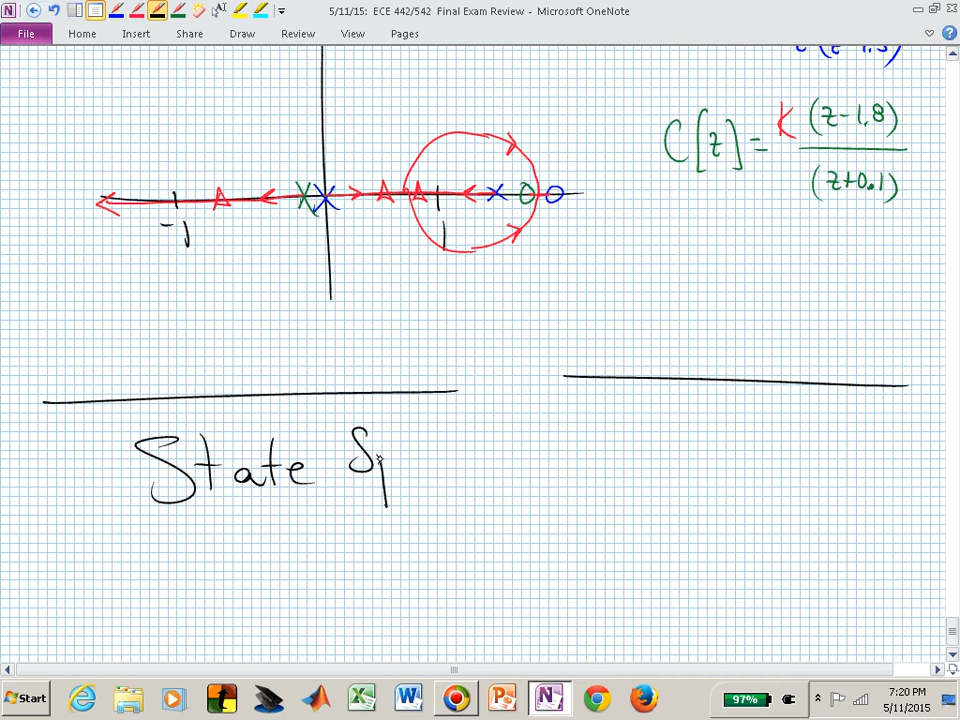 5/11/15: ECE 442/542 Final Exam Review - Microsoft OneNote
File Home Insert Draw Review View Pages
C[z] = K (z-1.8)
(z+0.1)
-1
1
State Sp
Start
97%
7:20 PM
5/11/2015